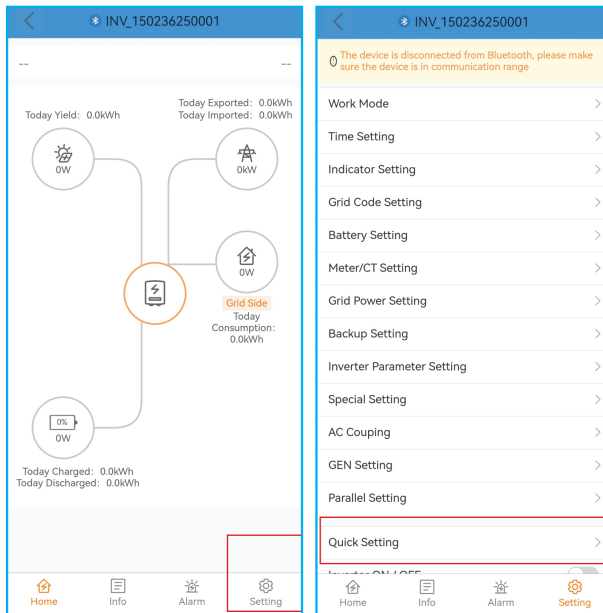 INV_150236250001
--
--
Today Exported: 0.0kWh
Today Yield: 0.0kWh
Today Imported: 0.0kWh
0W
0kW
0W
Grid Side
Today
Consumption:
0.0kWh
0%
0W
Today Charged: 0.0kWh
Today Discharged: 0.0kWh
Home
Info
Alarm
Setting
INV_150236250001
The device is disconnected from Bluetooth, please make
sure the device is in communication range
Work Mode
Time Setting
Indicator Setting
Grid Code Setting
Battery Setting
Meter/CT Setting
Grid Power Setting
Backup Setting
Inverter Parameter Setting
Special Setting
AC Couping
GEN Setting
Parallel Setting
Quick Setting
Inverter ON / OFF
Home
Info
Alarm
Setting